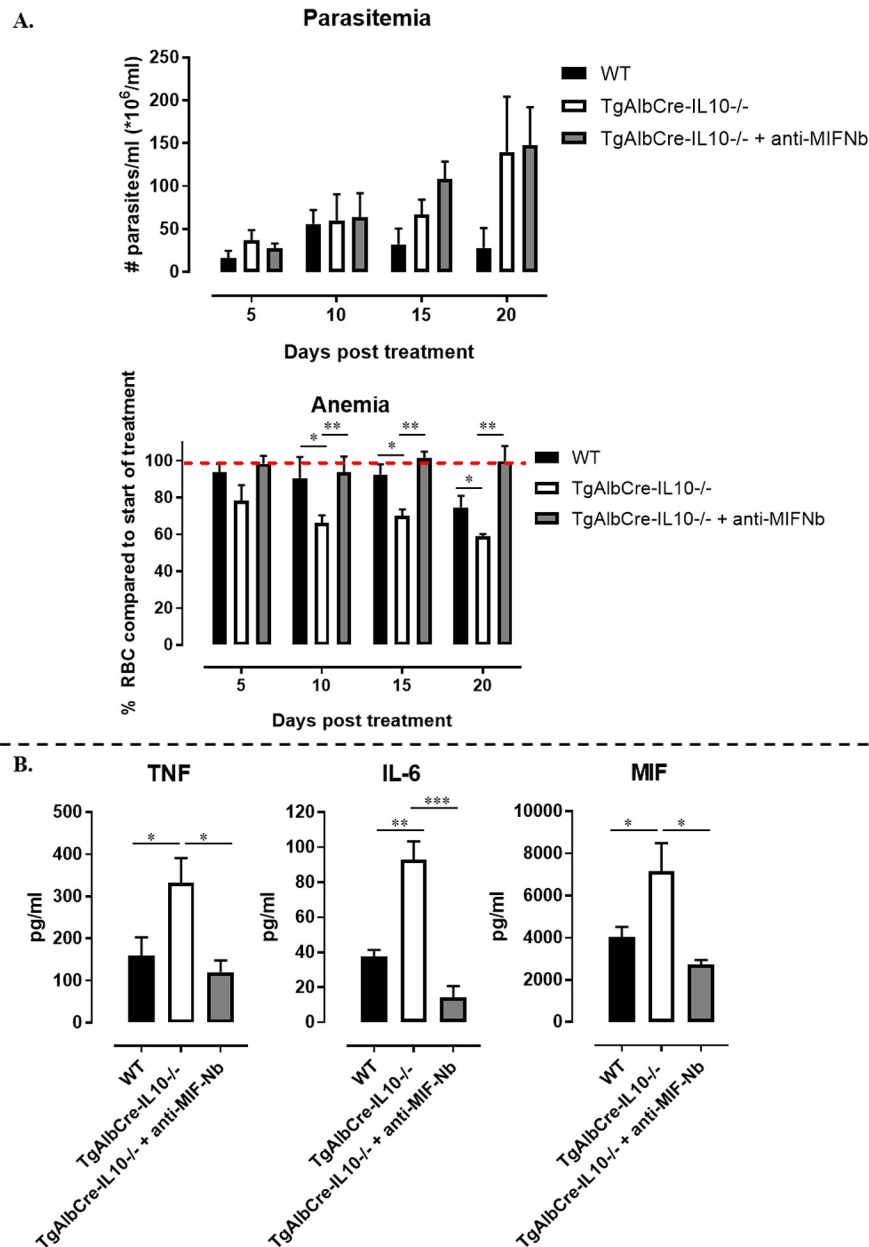 A.
Parasitemia
# parasites/ml (*10⁶/ml)
250
200
150
100
50
0
5 10 15 20
Days post treatment
WT
TgAlbCre-IL10-/-
TgAlbCre-IL10-/- + anti-MIFNb
Anemia
% RBC compared to start of treatment
100
80
60
40
20
0
* ** * ** * **
5 10 15 20
Days post treatment
WT
TgAlbCre-IL10-/-
TgAlbCre-IL10-/- + anti-MIFNb
B.
TNF
pg/ml
500
400
300
200
100
0
* *
WT
TgAlbCre-IL10-/-
TgAlbCre-IL10-/- + anti-MIF-Nb
IL-6
pg/ml
120
100
80
60
40
20
0
** ***
WT
TgAlbCre-IL10-/-
TgAlbCre-IL10-/- + anti-MIF-Nb
MIF
pg/ml
10000
8000
6000
4000
2000
0
* *
WT
TgAlbCre-IL10-/-
TgAlbCre-IL10-/- + anti-MIF-Nb